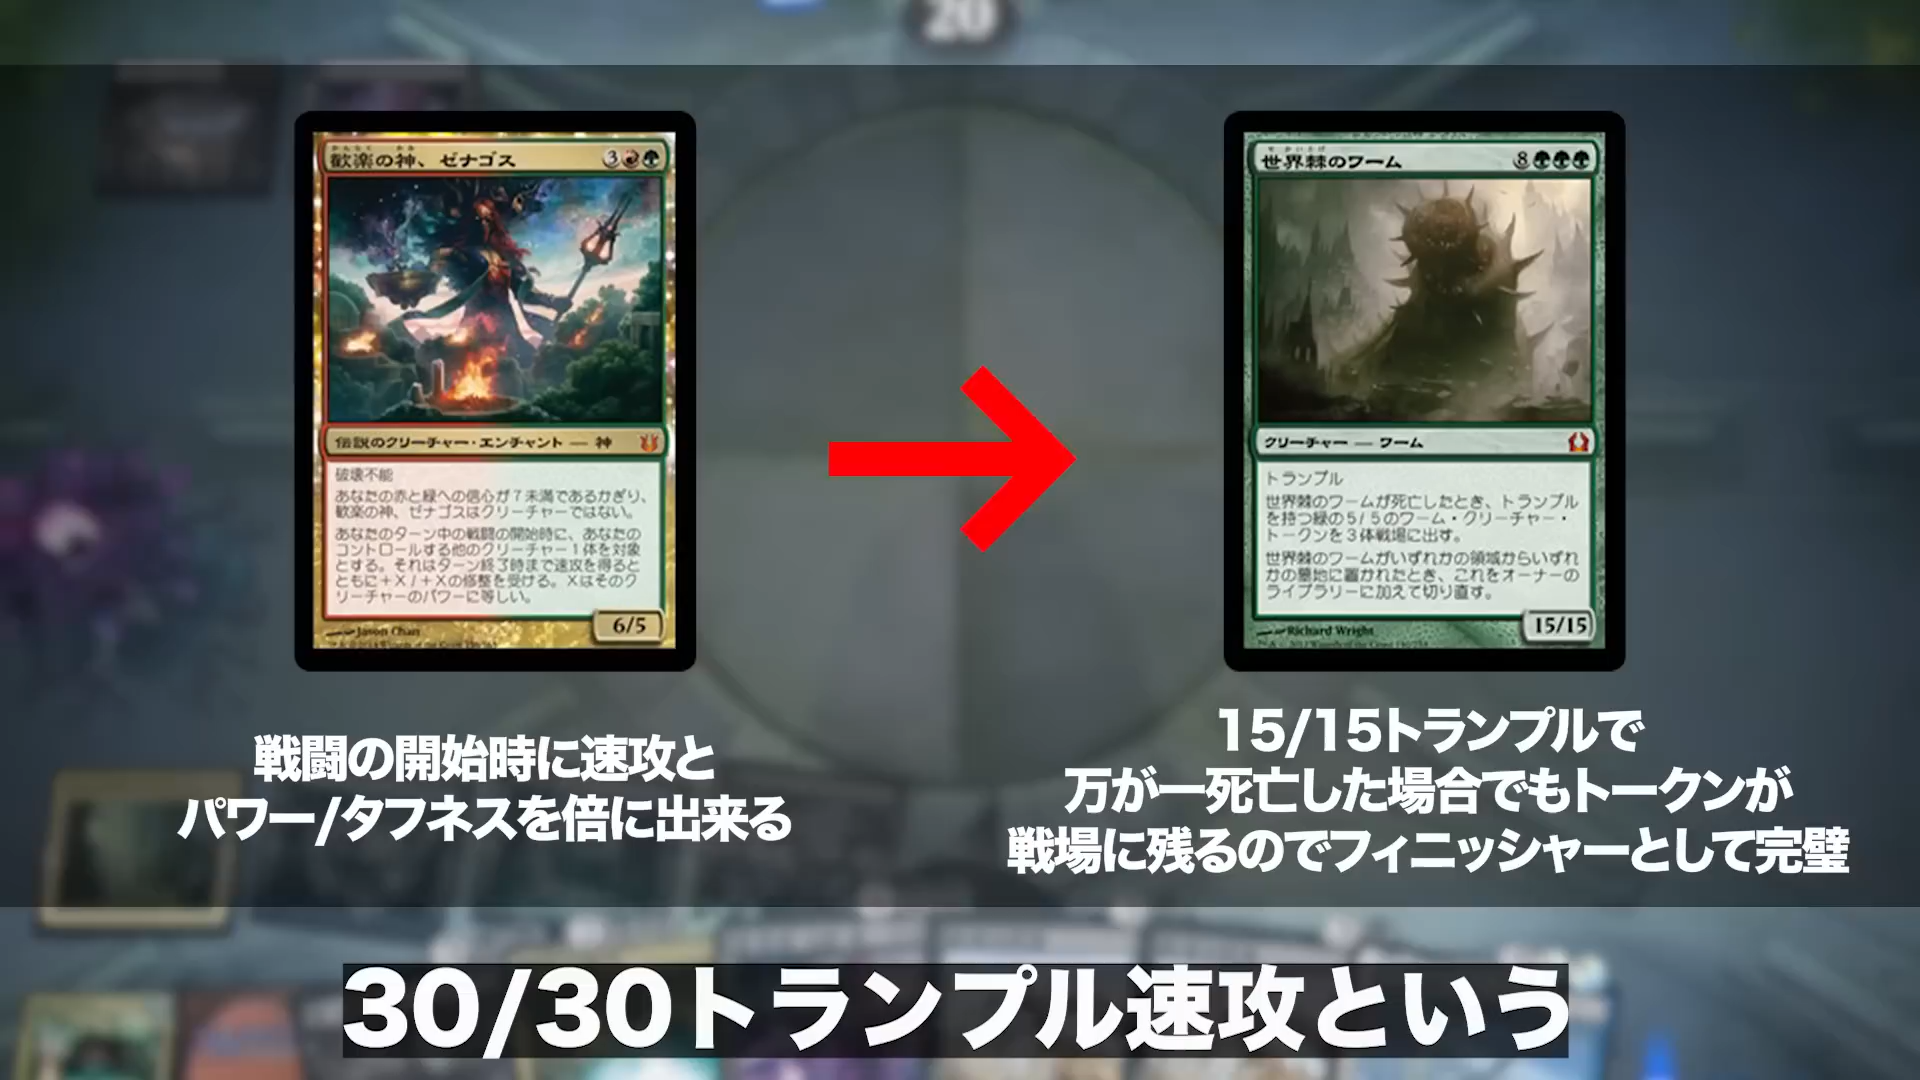 20
歓楽の神、ゼナゴス
3
伝説のクリーチャー・エンチャント — 神
破壊不能
あなたの赤と緑への信心が7未満であるかぎり、
歓楽の神、ゼナゴスはクリーチャーではない。
あなたのターン中の戦闘の開始時に、あなたの
コントロールする他のクリーチャー1体を対象
とする。それはターン終了時まで速攻を得ると
ともに+X/+Xの修整を受ける。Xはそのク
リーチャーのパワーに等しい。
6/5
Jason Chan
世界棘のワーム
8
クリーチャー — ワーム
トランプル
世界棘のワームが死亡したとき、トランプル
を持つ緑の5/5のワーム・クリーチャー・
トークンを3体戦場に出す。
世界棘のワームがいずれかの領域からいずれ
かの墓地に置かれたとき、これをオーナーの
ライブラリーに加えて切り直す。
15/15
Richard Wright
戦闘の開始時に速攻と
パワー/タフネスを倍に出来る
15/15トランプルで
万が一死亡した場合でもトークンが
戦場に残るのでフィニッシャーとして完璧
30/30トランプル速攻という